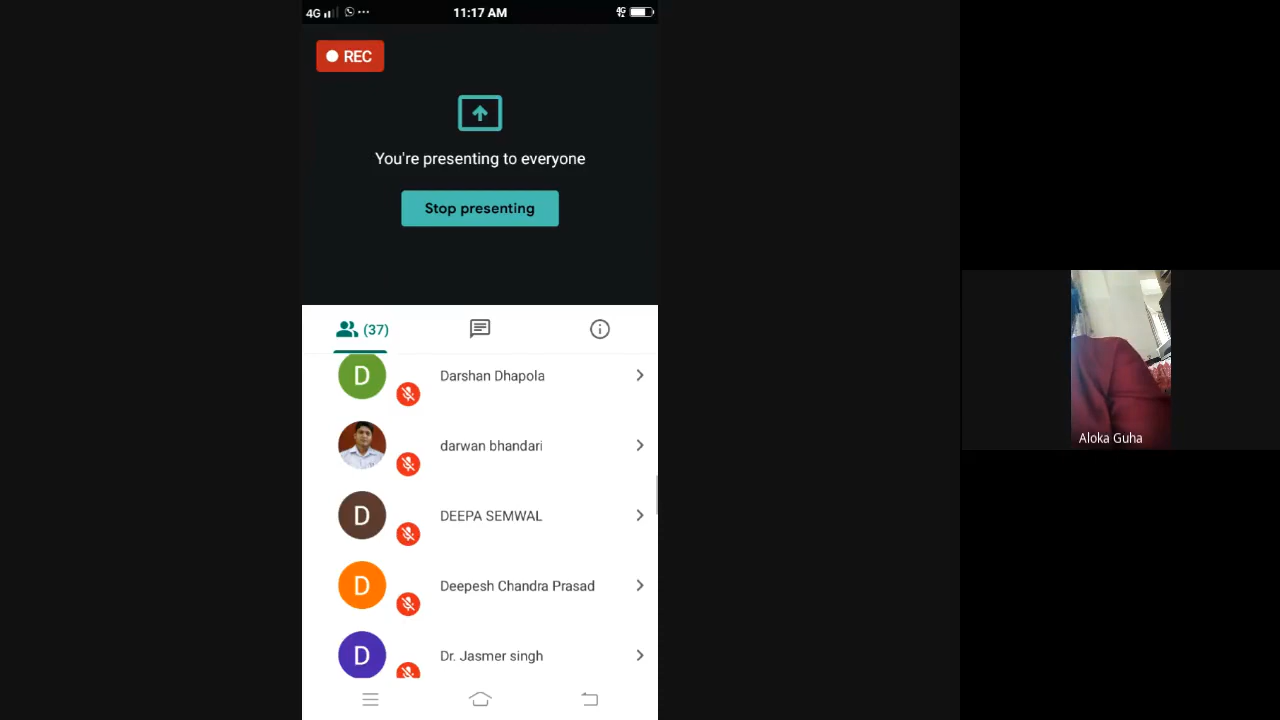 4G 11:17 AM 4G
REC
You're presenting to everyone
Stop presenting
(37)
D Darshan Dhapola
darwan bhandari
D DEEPA SEMWAL
D Deepesh Chandra Prasad
D Dr. Jasmer singh
Aloka Guha